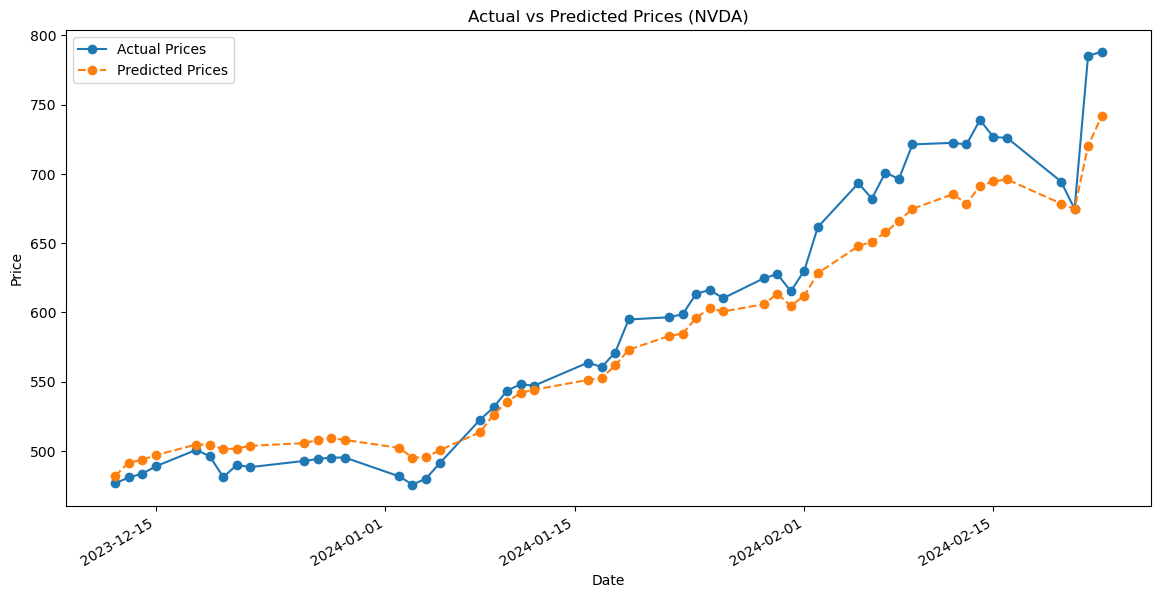 Actual vs Predicted Prices (NVDA)
Actual Prices
Predicted Prices
800
750
700
650
600
550
500
Price
2023-12-15
2024-01-01
2024-01-15
2024-02-01
2024-02-15
Date